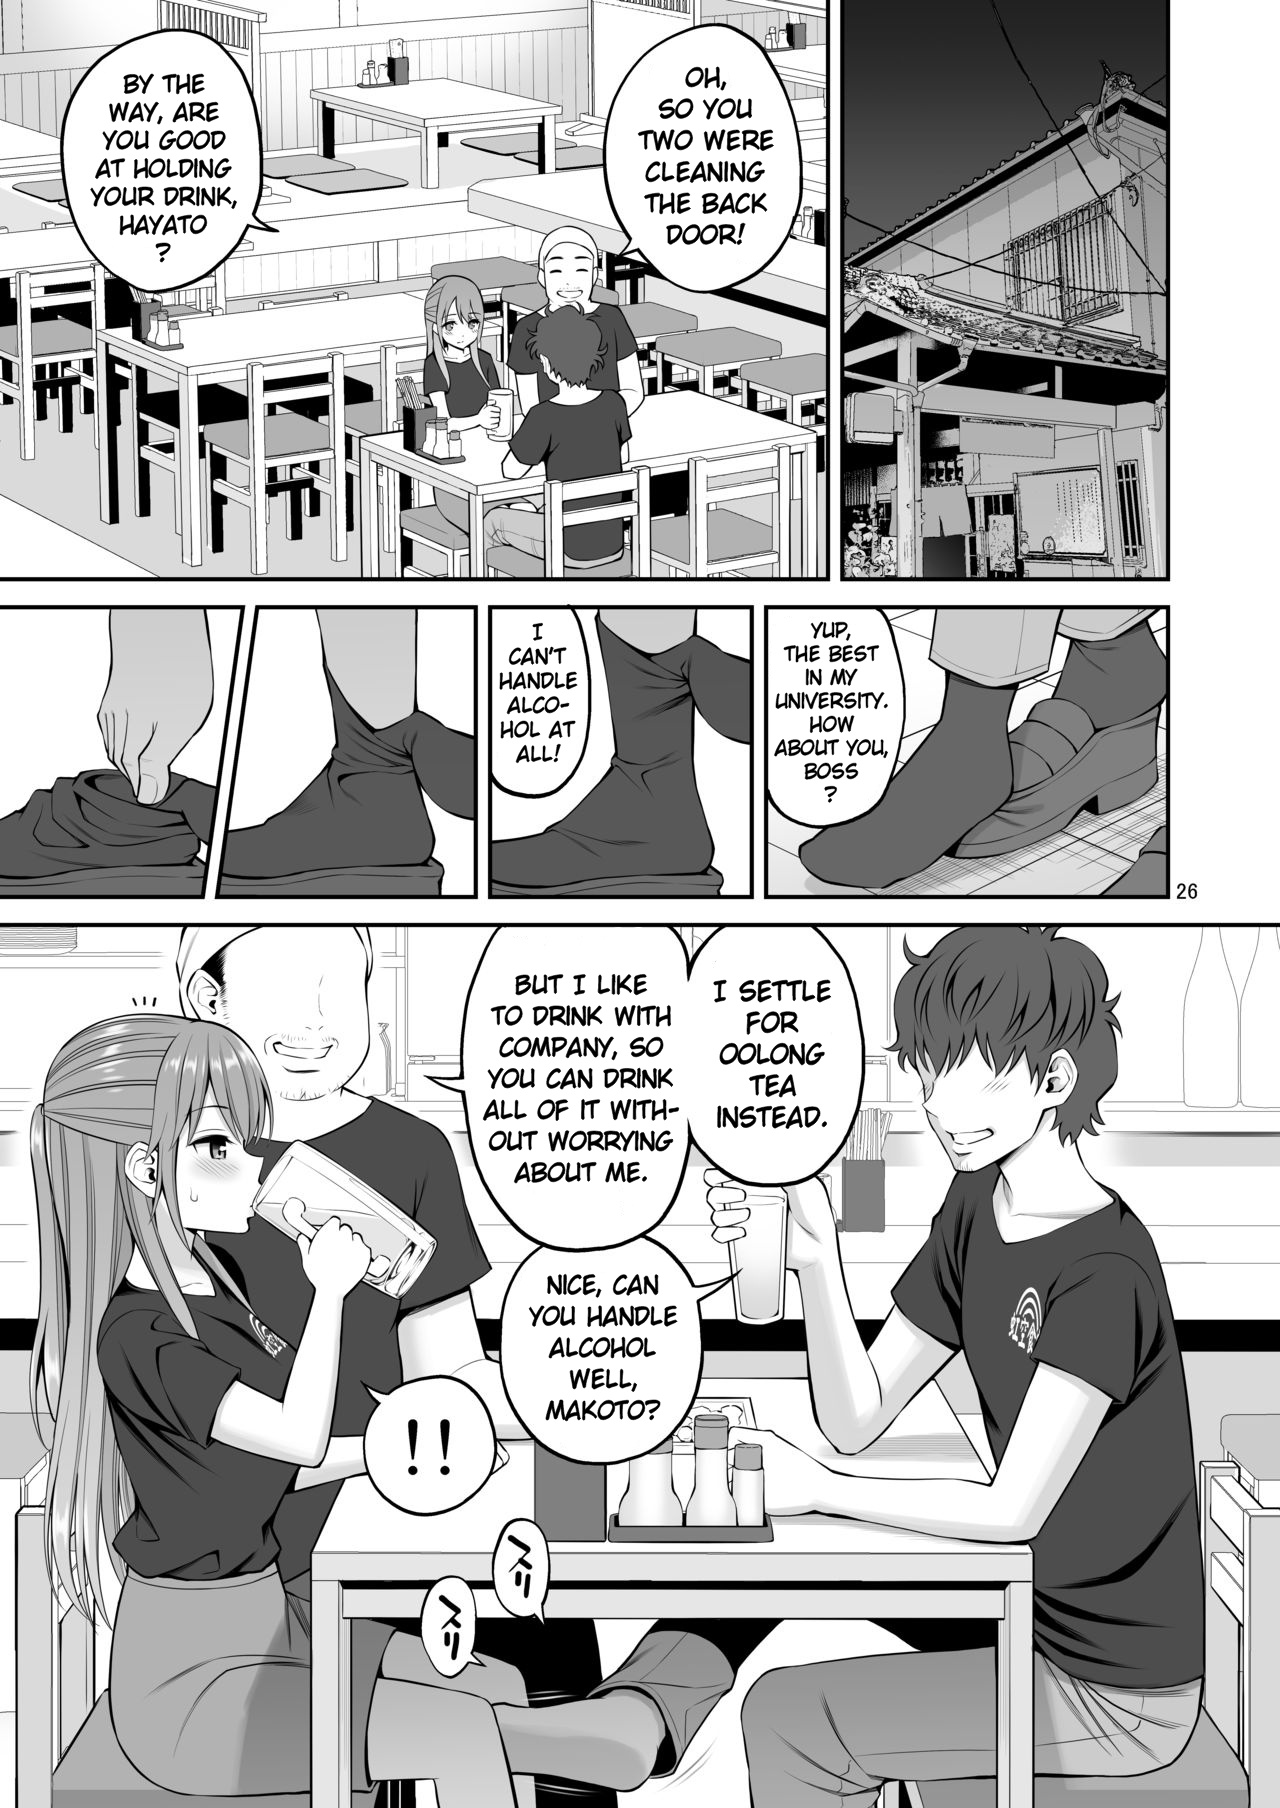 OH,
SO YOU
TWO WERE
CLEANING
THE BACK
DOOR!
BY THE
WAY, ARE
YOU GOOD
AT HOLDING
YOUR DRINK,
HAYATO
?
YUP,
THE BEST
IN MY
UNIVERSITY.
HOW
ABOUT YOU,
BOSS
?
I
CAN'T
HANDLE
ALCO-
HOL AT
ALL!
26
I SETTLE
FOR
OOLONG
TEA
INSTEAD.
BUT I LIKE
TO DRINK WITH
COMPANY, SO
YOU CAN DRINK
ALL OF IT WITH-
OUT WORRYING
ABOUT ME.
NICE, CAN
YOU HANDLE
ALCOHOL
WELL,
MAKOTO?
!!
スリ
スリ